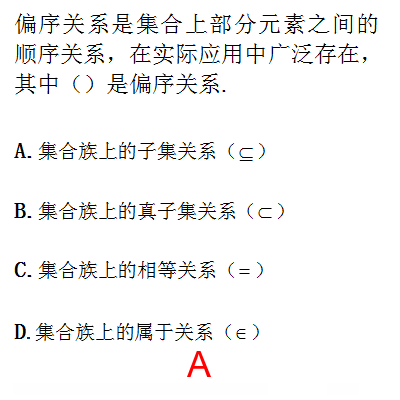 偏序关系是集合上部分元素之间的
顺序关系，在实际应用中广泛存在，
其中（）是偏序关系.
A. 集合族上的子集关系（⊆）
B. 集合族上的真子集关系（⊂）
C. 集合族上的相等关系（=）
D. 集合族上的属于关系（∈）
A